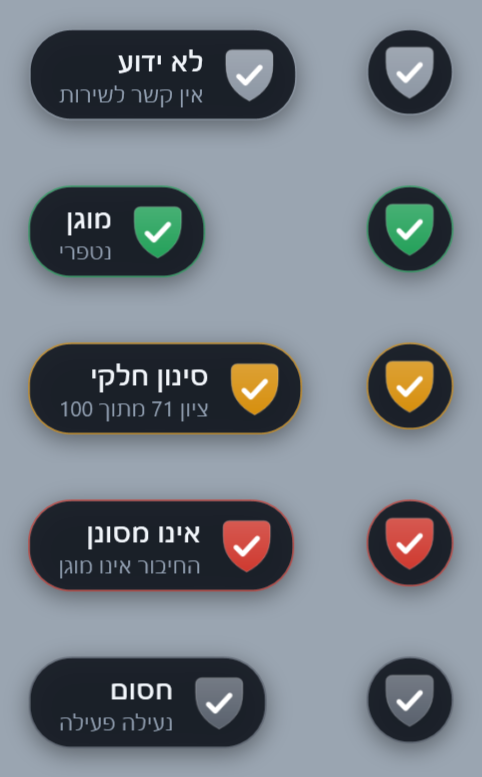 לא ידוע
אין קשר לשירות
מוגן
נטפרי
סינון חלקי
ציון 71 מתוך 100
אינו מסונן
החיבור אינו מוגן
חסום
נעילה פעילה